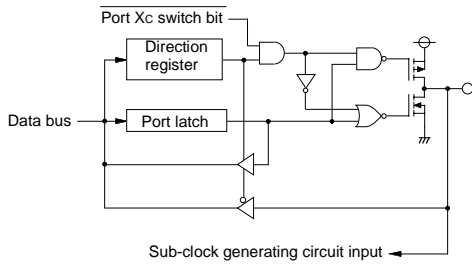 Port XC switch bit
Direction
register
Data bus
Port latch
Sub-clock generating circuit input